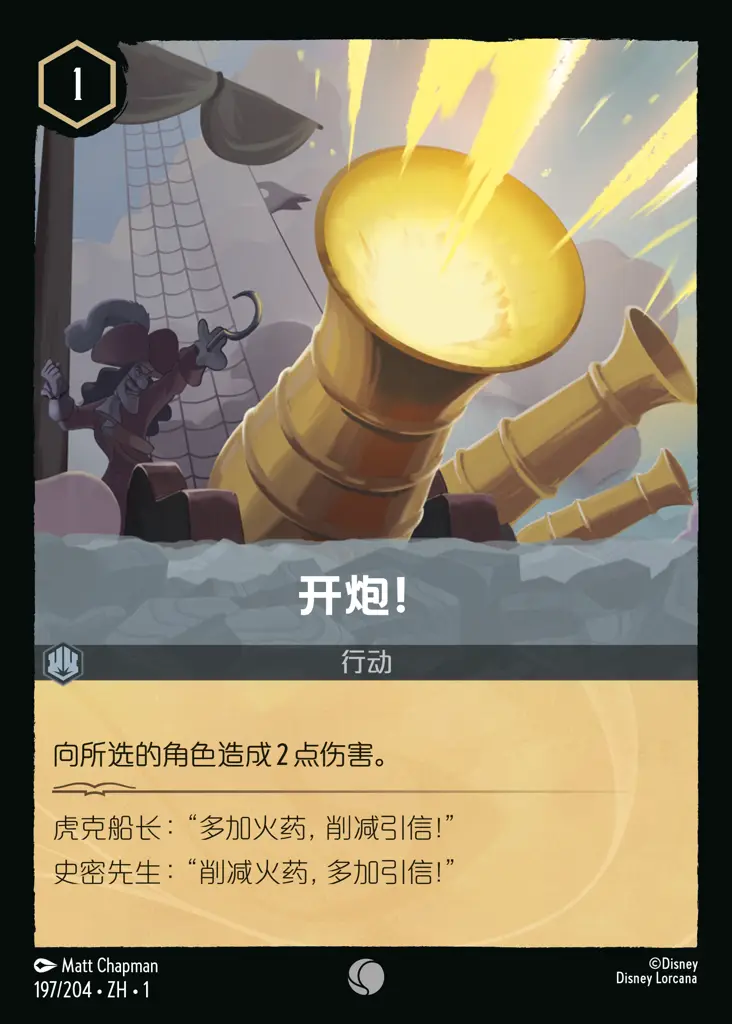 1
开炮!
行动
向所选的角色造成2点伤害。
虎克船长：“多加火药, 削减引信!”
史密先生：“削减火药, 多加引信!”
Matt Chapman
©Disney
197/204 • ZH • 1
Disney Lorcana